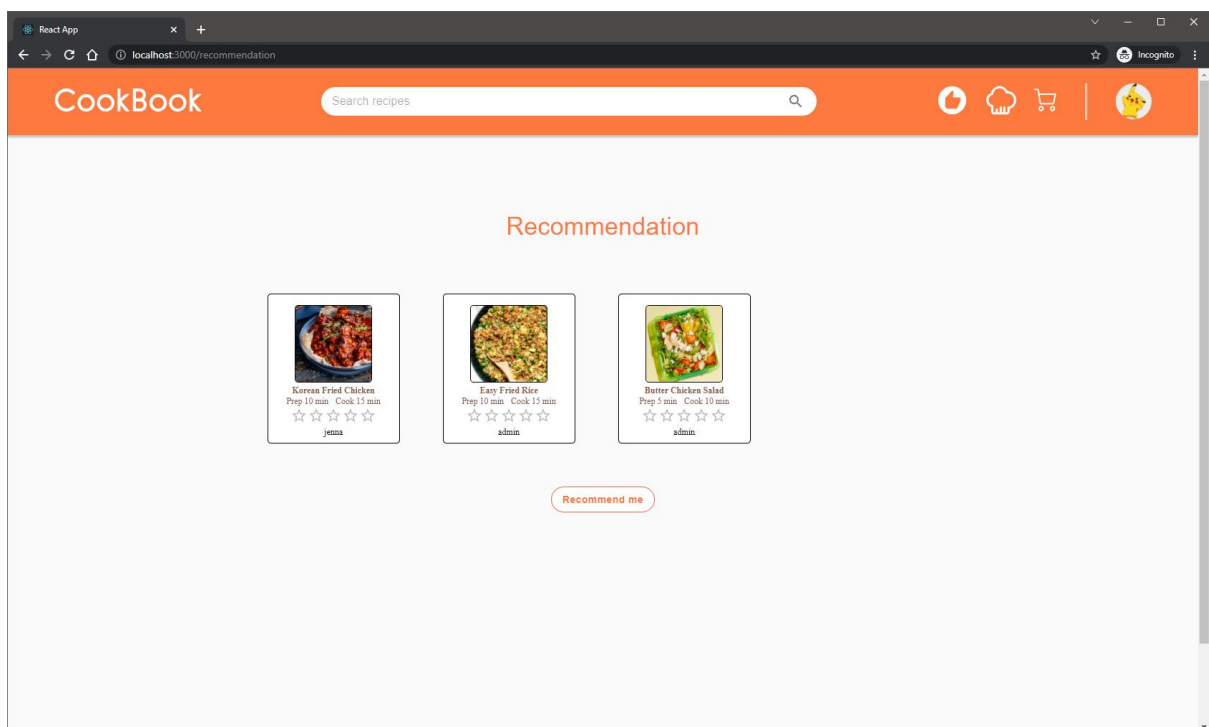 React App
localhost:3000/recommendation
Incognito
CookBook
Search recipes
Recommendation
Korean Fried Chicken
Prep 10 min Cook 15 min
jenna
Easy Fried Rice
Prep 10 min Cook 15 min
admin
Butter Chicken Salad
Prep 5 min Cook 10 min
admin
Recommend me